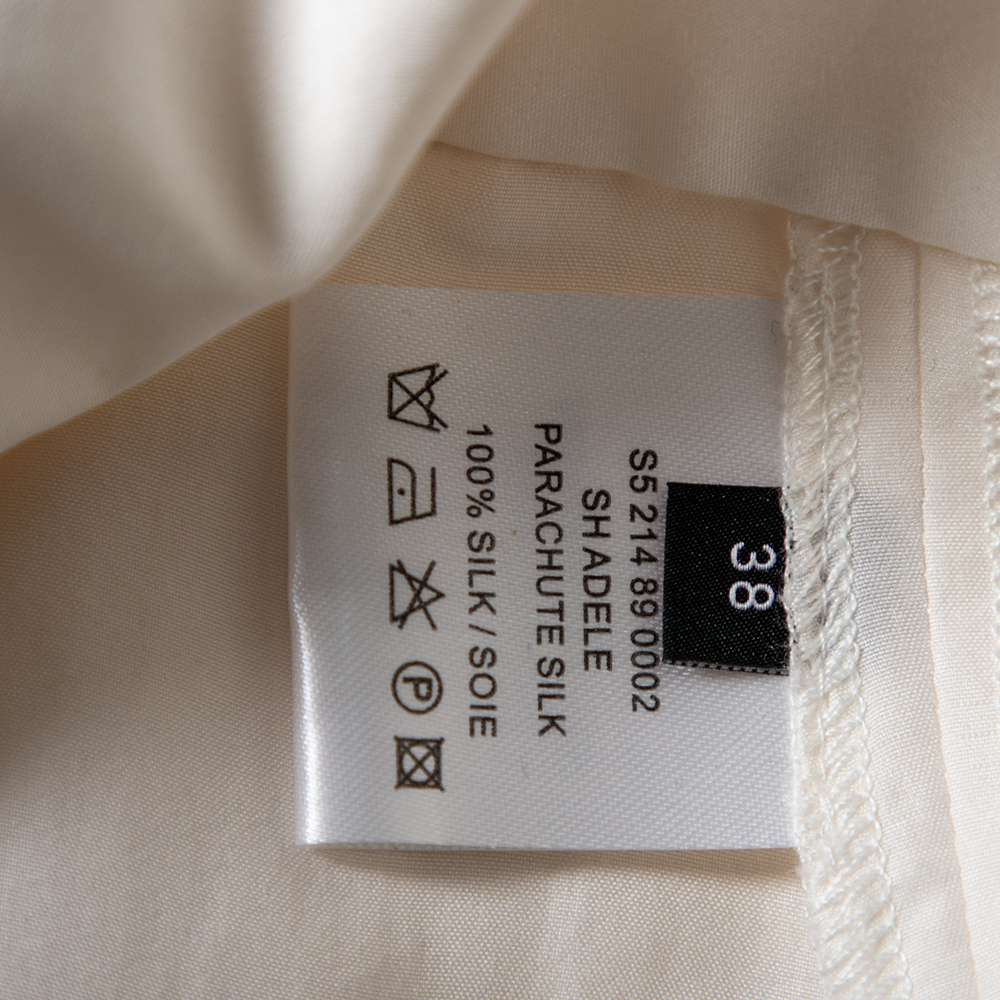 38
S5 214 89 0002
SH ADELE
PARACHUTE SILK
100% SILK / SOIE
P